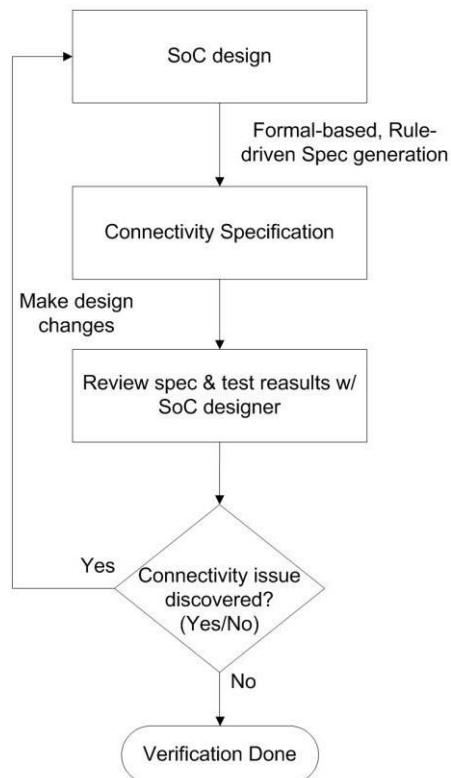 SoC design
Formal-based, Rule-
driven Spec generation
Connectivity Specification
Make design
changes
Review spec & test reasults w/
SoC designer
Yes
Connectivity issue
discovered?
(Yes/No)
No
Verification Done